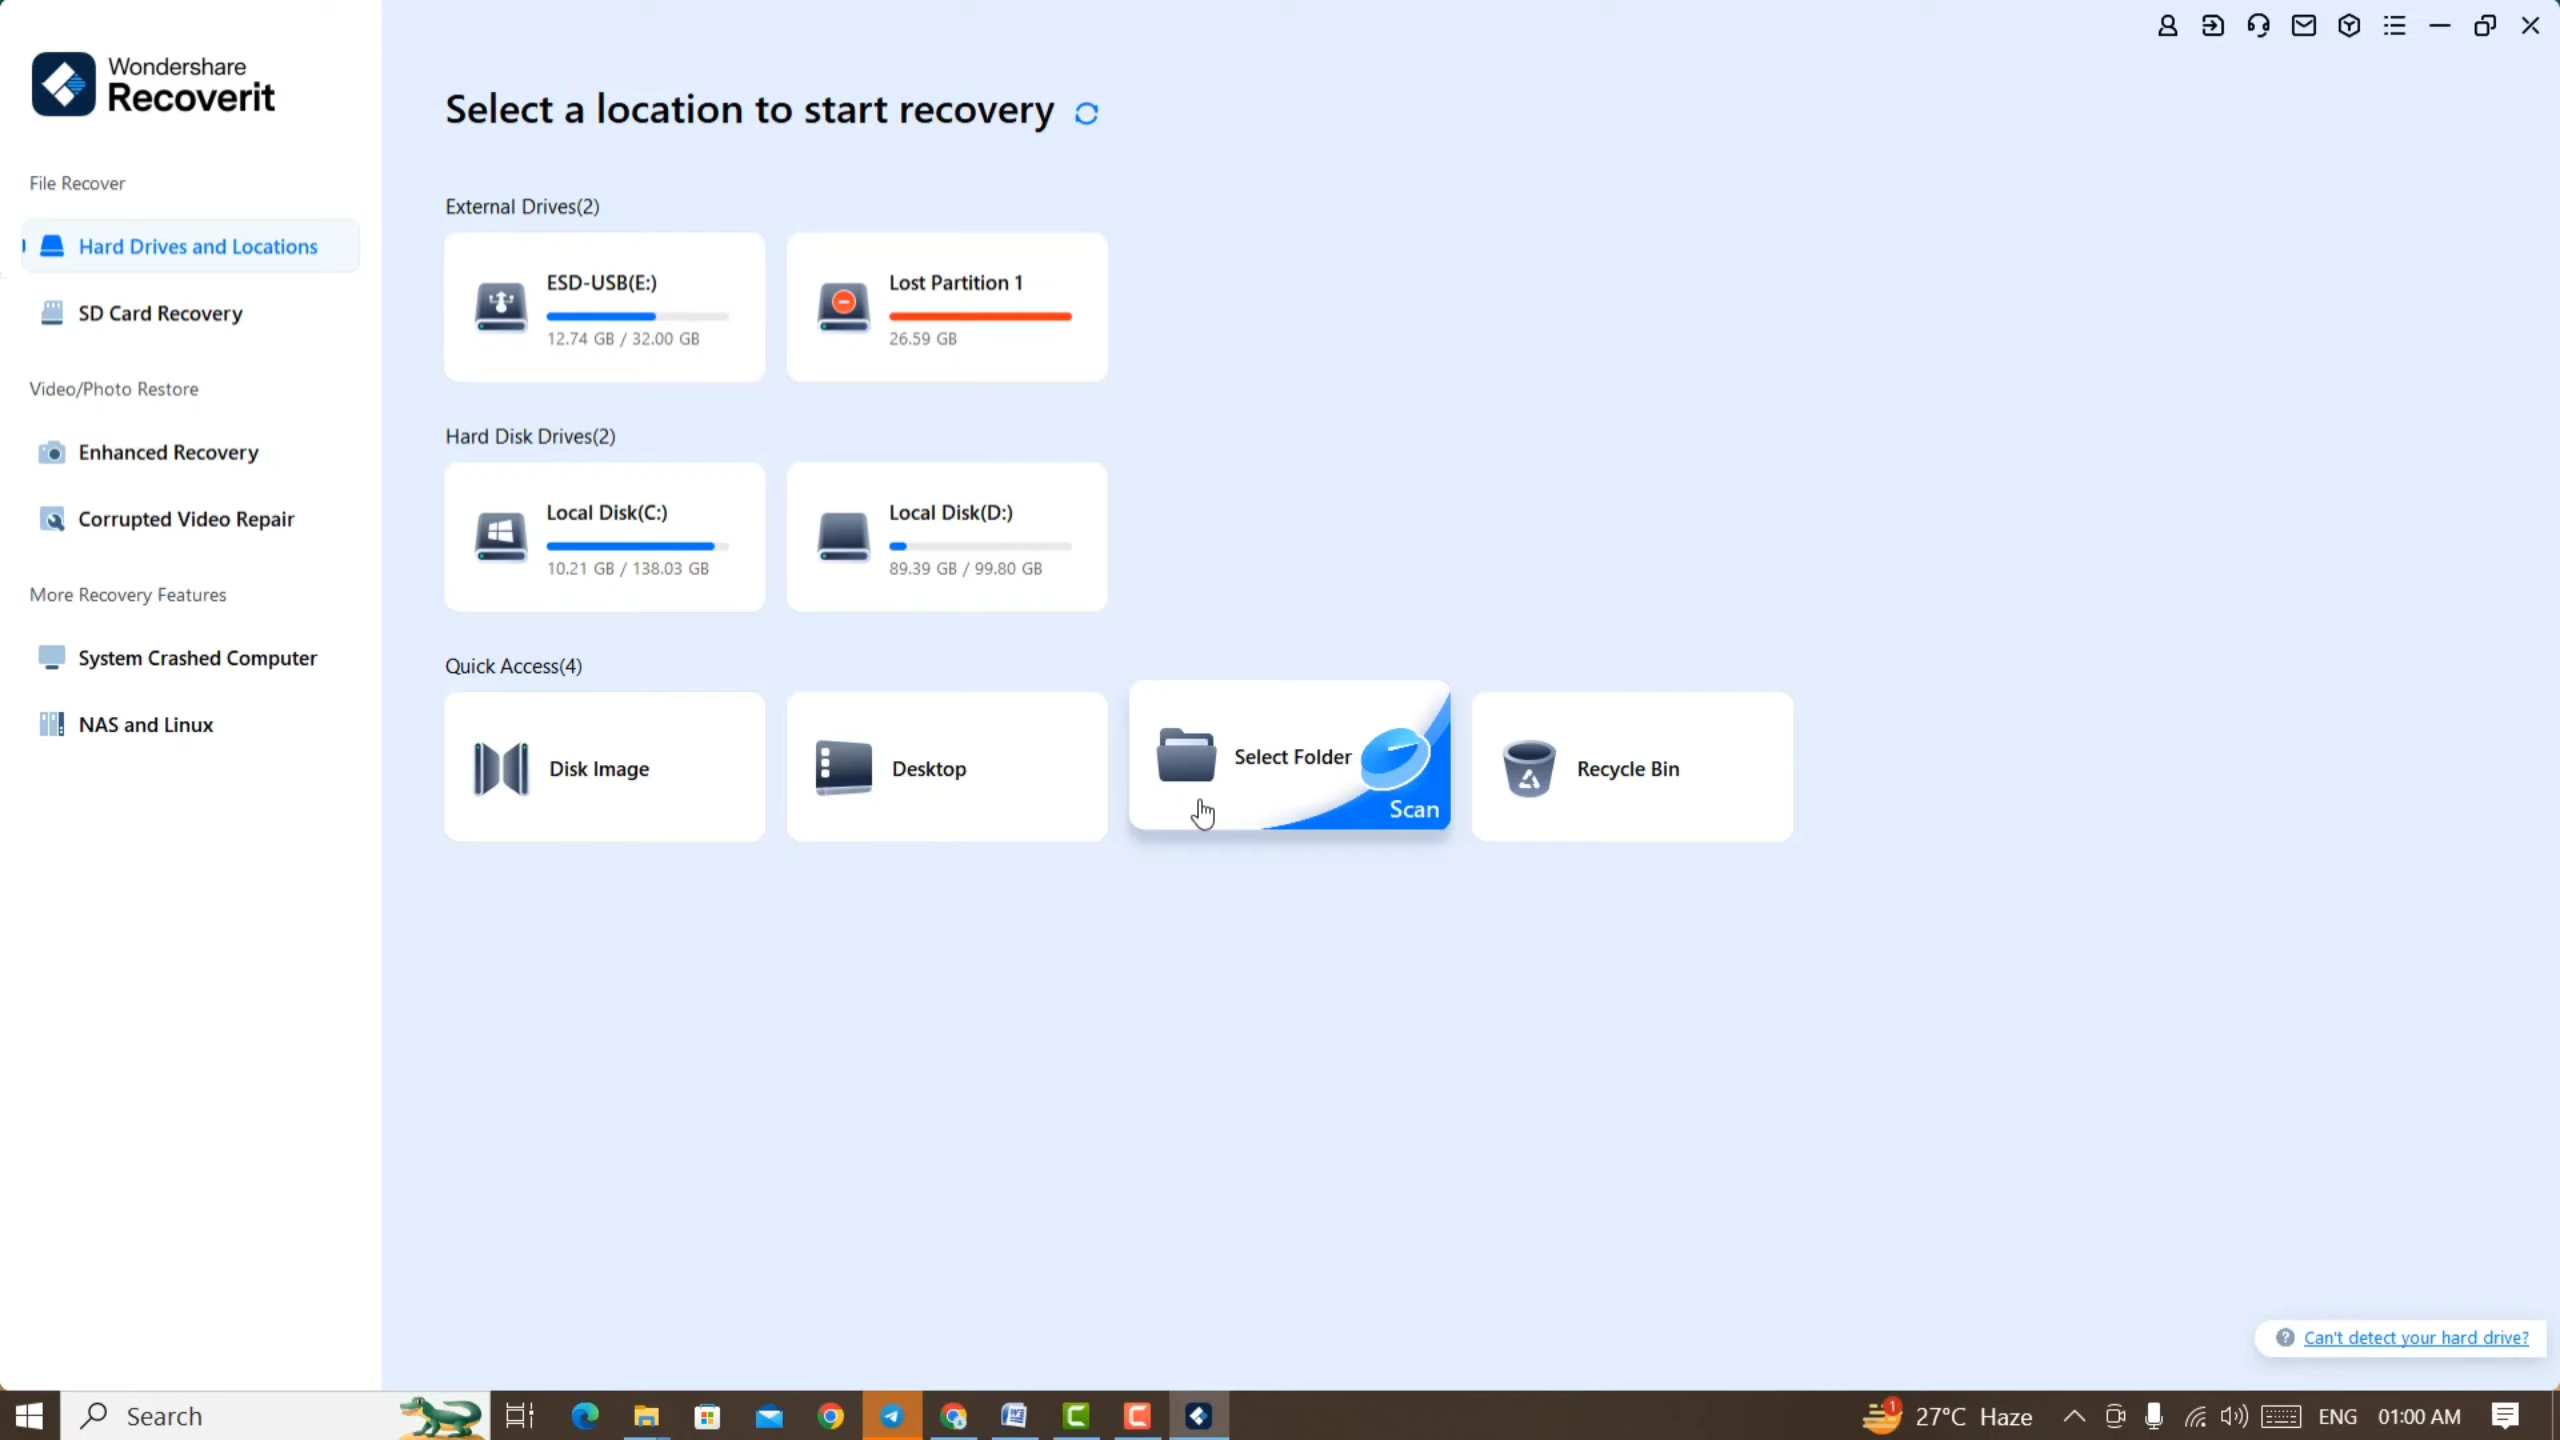 Wondershare
Recoverit
File Recover
Hard Drives and Locations
SD Card Recovery
Video/Photo Restore
Enhanced Recovery
Corrupted Video Repair
More Recovery Features
System Crashed Computer
NAS and Linux
Select a location to start recovery
External Drives(2)
ESD-USB(E:)
12.74 GB / 32.00 GB
Lost Partition 1
26.59 GB
Hard Disk Drives(2)
Local Disk(C:)
10.21 GB / 138.03 GB
Local Disk(D:)
89.39 GB / 99.80 GB
Quick Access(4)
Disk Image
Desktop
Select Folder
Scan
Recycle Bin
Can't detect your hard drive?
Search
1
27°C Haze
ENG
01:00 AM